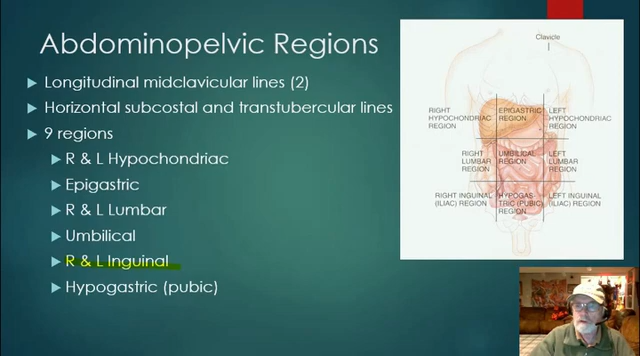 Abdominopelvic Regions
Longitudinal midclavicular lines (2)
Horizontal subcostal and transtubercular lines
9 regions
R & L Hypochondriac
Epigastric
R & L Lumbar
Umbilical
R & L Inguinal
Hypogastric (pubic)
Clavicle
RIGHT
HYPOCHONDRIAC
REGION
EPIGASTRIC
REGION
LEFT
HYPOCHONDRIAC
REGION
RIGHT
LUMBAR
REGION
UMBILICAL
REGION
LEFT
LUMBAR
REGION
RIGHT INGUINAL
(ILIAC) REGION
HYPOGAS-
TRIC (PUBIC)
REGION
LEFT INGUINAL
(ILIAC) REGION